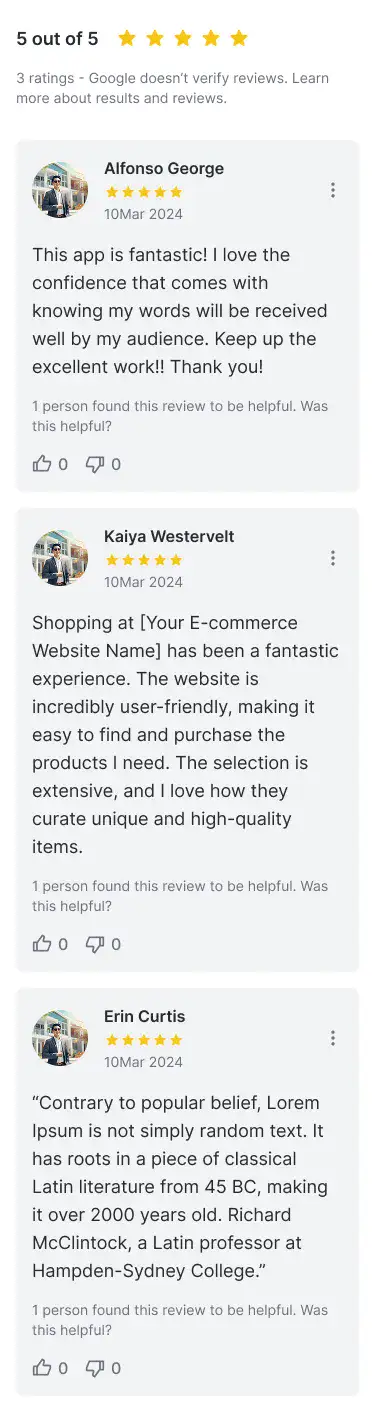 5 out of 5
3 ratings - Google doesn’t verify reviews. Learn
more about results and reviews.
Alfonso George
10Mar 2024
This app is fantastic! I love the
confidence that comes with
knowing my words will be received
well by my audience. Keep up the
excellent work!! Thank you!
1 person found this review to be helpful. Was
this helpful?
0 0
Kaiya Westervelt
10Mar 2024
Shopping at [Your E-commerce
Website Name] has been a fantastic
experience. The website is
incredibly user-friendly, making it
easy to find and purchase the
products I need. The selection is
extensive, and I love how they
curate unique and high-quality
items.
1 person found this review to be helpful. Was
this helpful?
0 0
Erin Curtis
10Mar 2024
“Contrary to popular belief, Lorem
Ipsum is not simply random text. It
has roots in a piece of classical
Latin literature from 45 BC, making
it over 2000 years old. Richard
McClintock, a Latin professor at
Hampden-Sydney College.”
1 person found this review to be helpful. Was
this helpful?
0 0